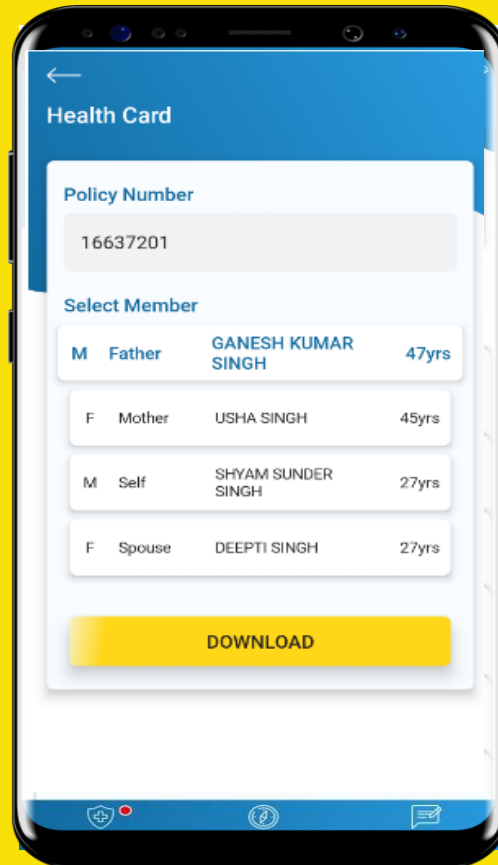 Health Card
Policy Number
16637201
Select Member
M Father GANESH KUMAR SINGH 47yrs
F Mother USHA SINGH 45yrs
M Self SHYAM SUNDER SINGH 27yrs
F Spouse DEEPTI SINGH 27yrs
DOWNLOAD